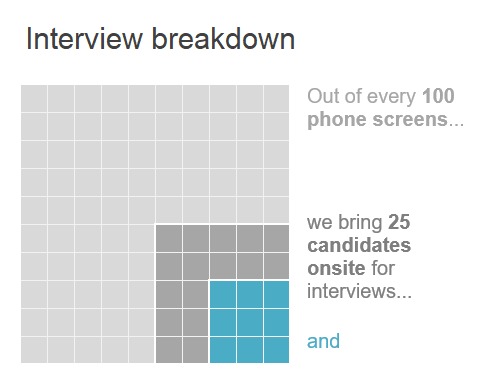 Interview breakdown
Out of every 100
phone screens...
we bring 25
candidates
onsite for
interviews...
and